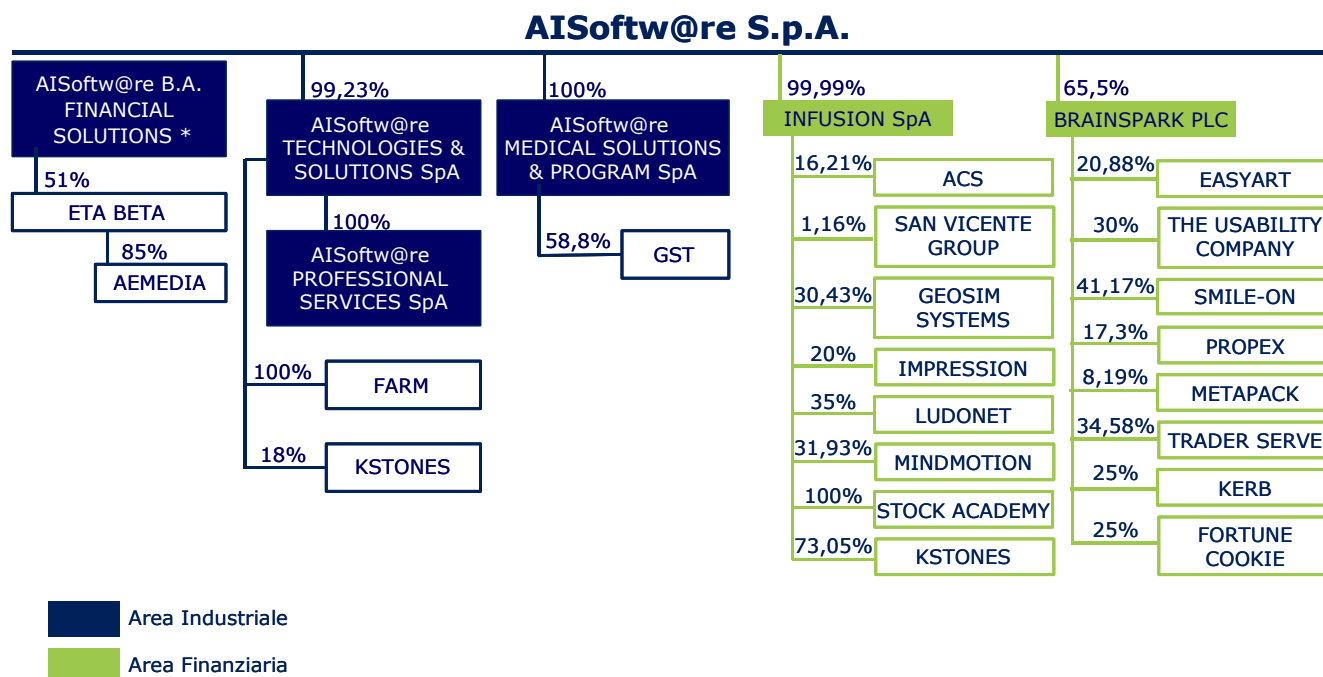 AISoftw@re S.p.A.
AISoftw@re B.A.
FINANCIAL
SOLUTIONS *
51%
ETA BETA
85%
AEMEDIA
99,23%
AISoftw@re
TECHNOLOGIES &
SOLUTIONS SpA
100%
AISoftw@re
PROFESSIONAL
SERVICES SpA
100%
FARM
18%
KSTONES
100%
AISoftw@re
MEDICAL SOLUTIONS
& PROGRAM SpA
58,8%
GST
99,99%
INFUSION SpA
16,21%
ACS
1,16%
SAN VICENTE
GROUP
30,43%
GEOSIM
SYSTEMS
20%
IMPRESSION
35%
LUDONET
31,93%
MINDMOTION
100%
STOCK ACADEMY
73,05%
KSTONES
65,5%
BRAINSPARK PLC
20,88%
EASYART
30%
THE USABILITY
COMPANY
41,17%
SMILE-ON
17,3%
PROPEX
8,19%
METAPACK
34,58%
TRADER SERVE
25%
KERB
25%
FORTUNE
COOKIE
Area Industriale
Area Finanziaria